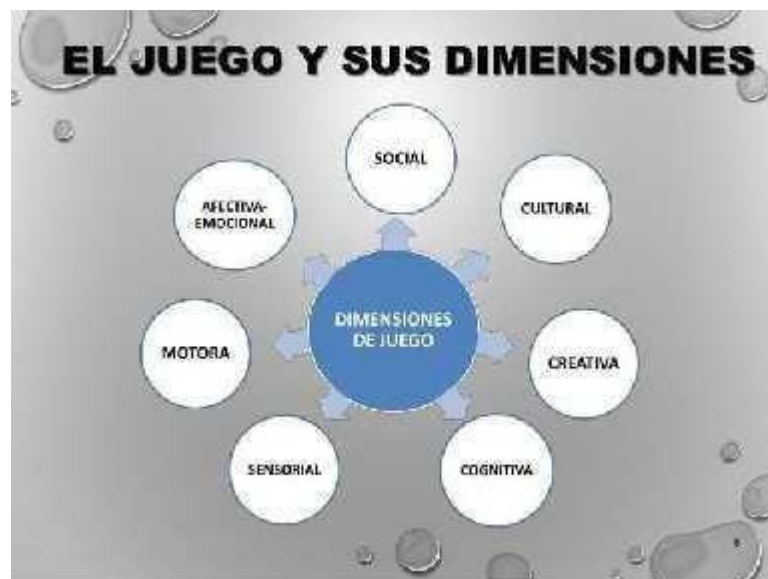 EL JUEGO Y SUS DIMENSIONES
SOCIAL
CULTURAL
CREATIVA
COGNITIVA
SENSORIAL
MOTORA
AFECTIVA-
EMOCIONAL
DIMENSIONES
DE JUEGO